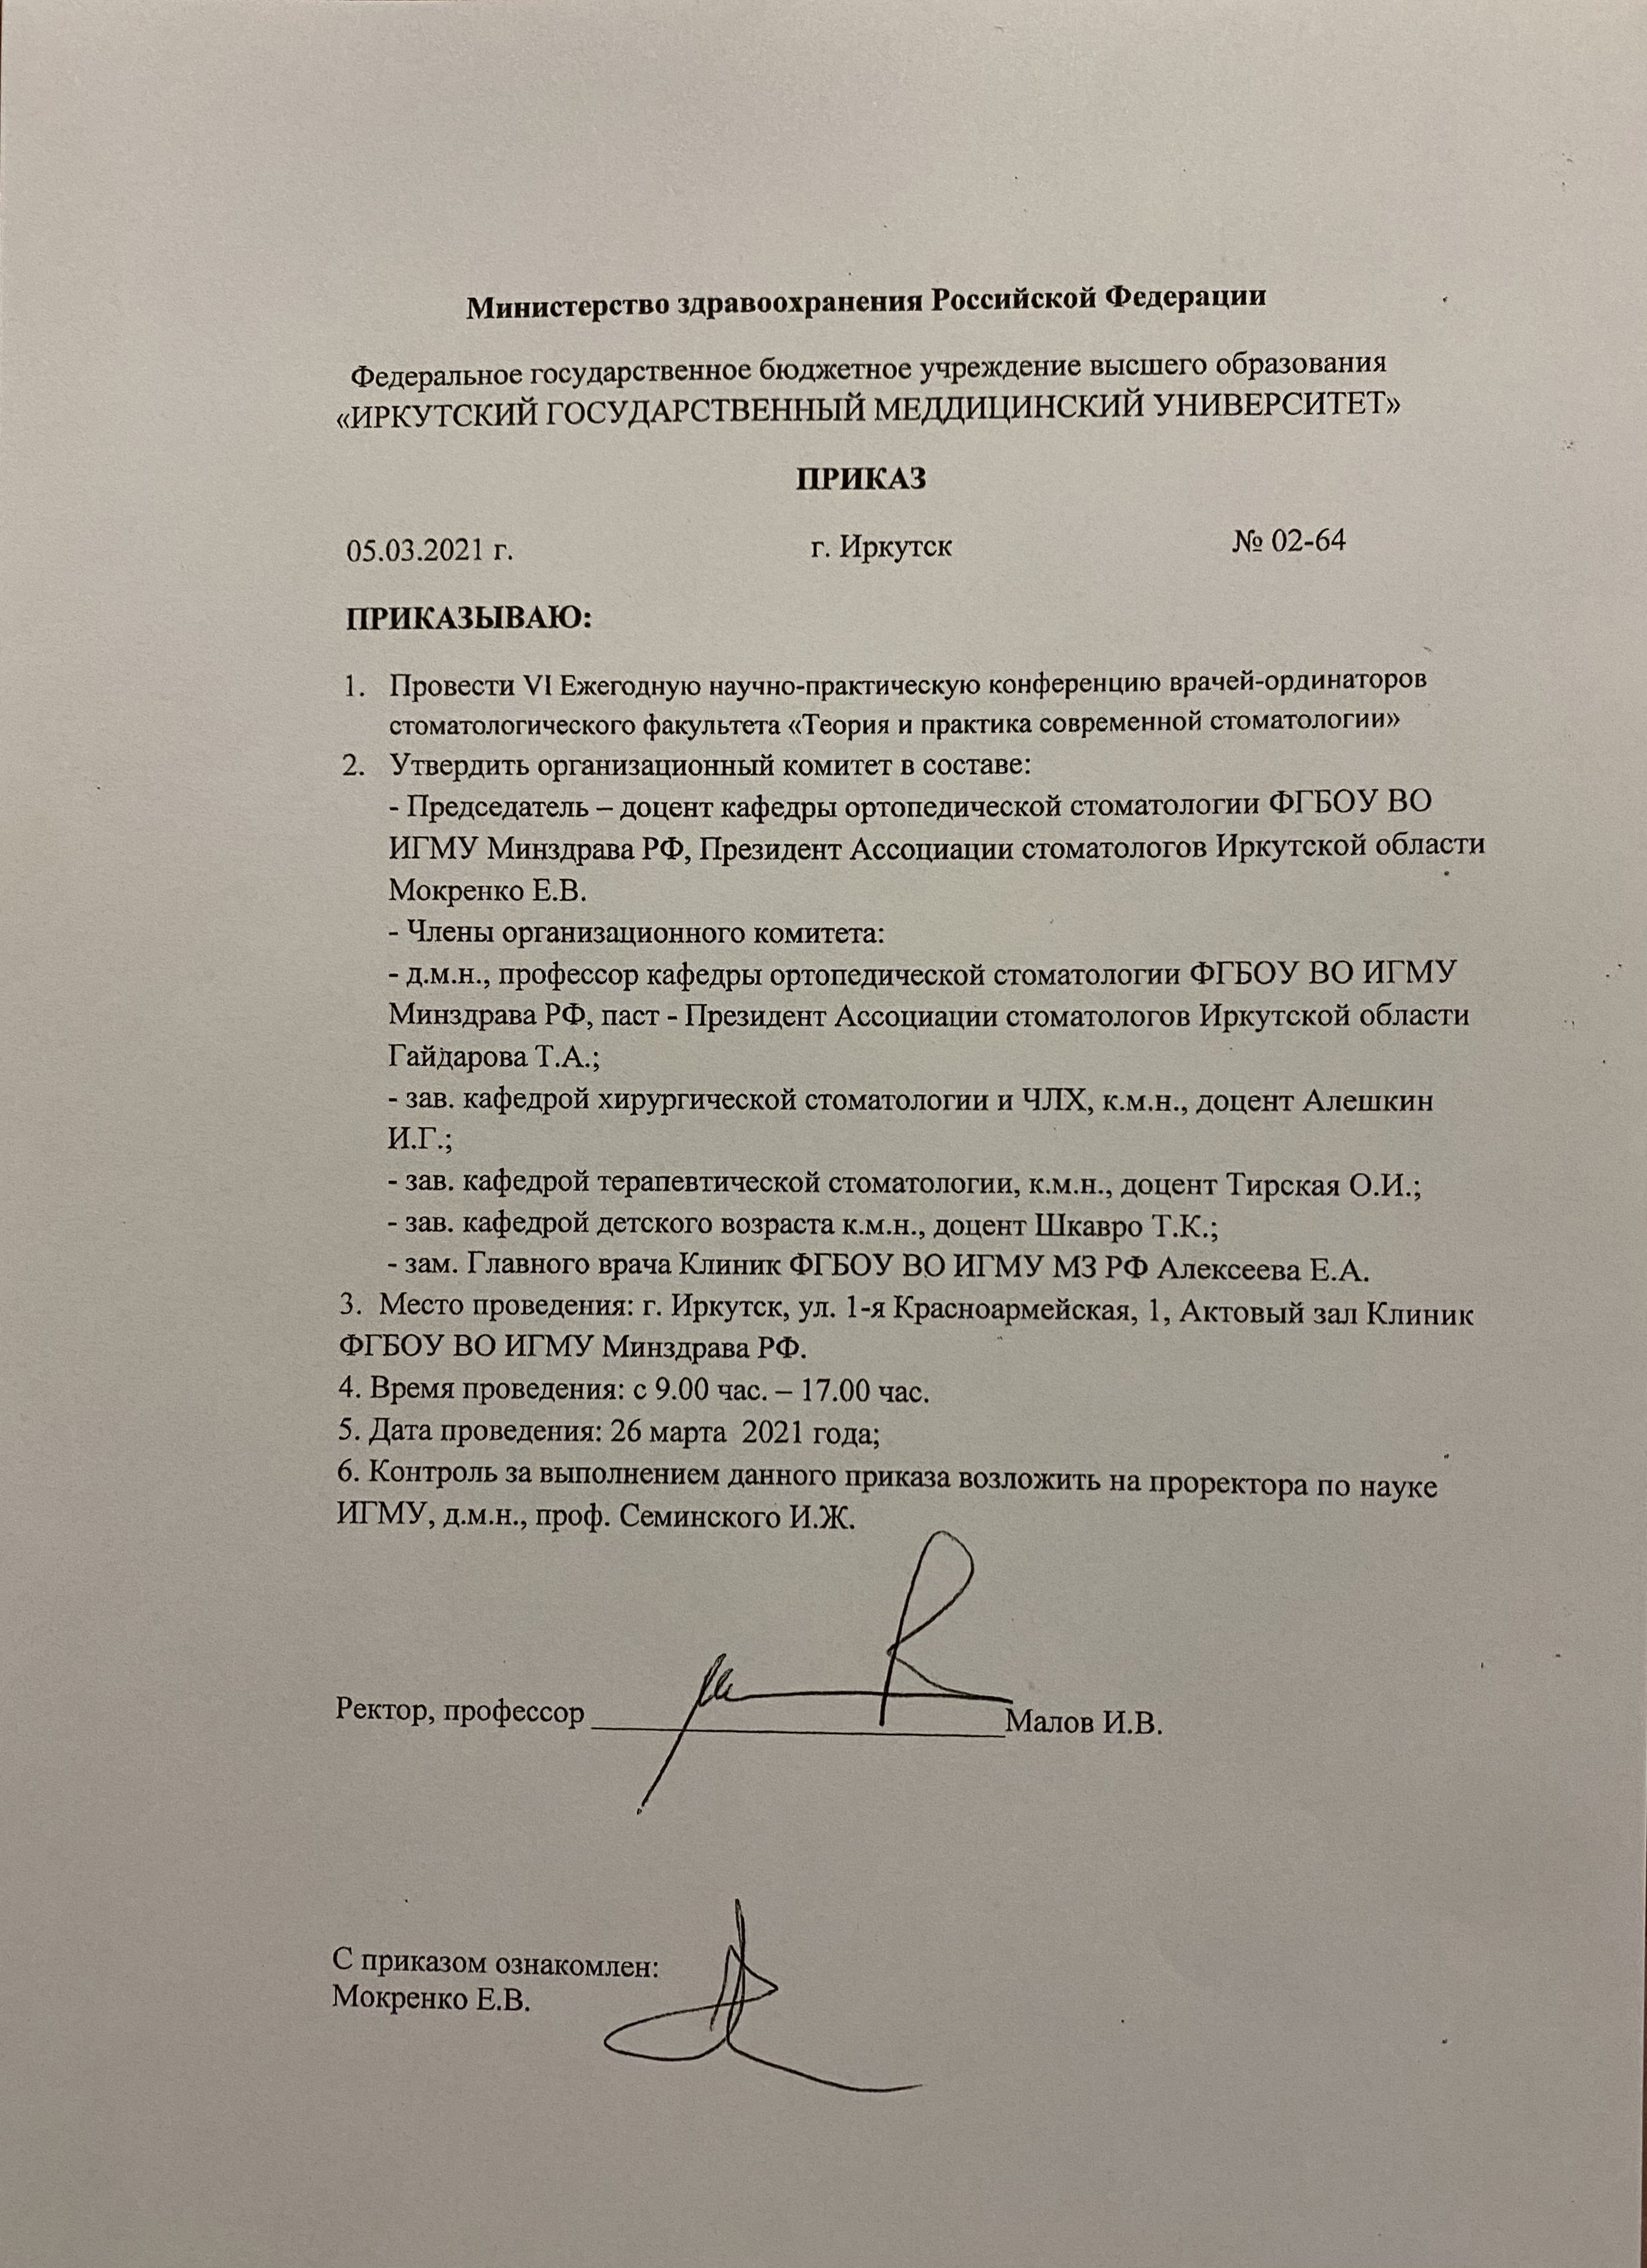 Министерство здравоохранения Российской Федерации
Федеральное государственное бюджетное учреждение высшего образования
«ИРКУТСКИЙ ГОСУДАРСТВЕННЫЙ МЕДДИЦИНСКИЙ УНИВЕРСИТЕТ»
ПРИКАЗ
05.03.2021 г. г. Иркутск № 02-64
ПРИКАЗЫВАЮ:
1. Провести VI Ежегодную научно-практическую конференцию врачей-ординаторов
стоматологического факультета «Теория и практика современной стоматологии»
2. Утвердить организационный комитет в составе:
- Председатель – доцент кафедры ортопедической стоматологии ФГБОУ ВО
ИГМУ Минздрава РФ, Президент Ассоциации стоматологов Иркутской области
Мокренко Е.В.
- Члены организационного комитета:
- д.м.н., профессор кафедры ортопедической стоматологии ФГБОУ ВО ИГМУ
Минздрава РФ, паст - Президент Ассоциации стоматологов Иркутской области
Гайдарова Т.А.;
- зав. кафедрой хирургической стоматологии и ЧЛХ, к.м.н., доцент Алешкин
И.Г.;
- зав. кафедрой терапевтической стоматологии, к.м.н., доцент Тирская О.И.;
- зав. кафедрой детского возраста к.м.н., доцент Шкавро Т.К.;
- зам. Главного врача Клиник ФГБОУ ВО ИГМУ МЗ РФ Алексеева Е.А.
3. Место проведения: г. Иркутск, ул. 1-я Красноармейская, 1, Актовый зал Клиник
ФГБОУ ВО ИГМУ Минздрава РФ.
4. Время проведения: с 9.00 час. – 17.00 час.
5. Дата проведения: 26 марта 2021 года;
6. Контроль за выполнением данного приказа возложить на проректора по науке
ИГМУ, д.м.н., проф. Семинского И.Ж.
Ректор, профессор Малов И.В.
С приказом ознакомлен:
Мокренко Е.В.